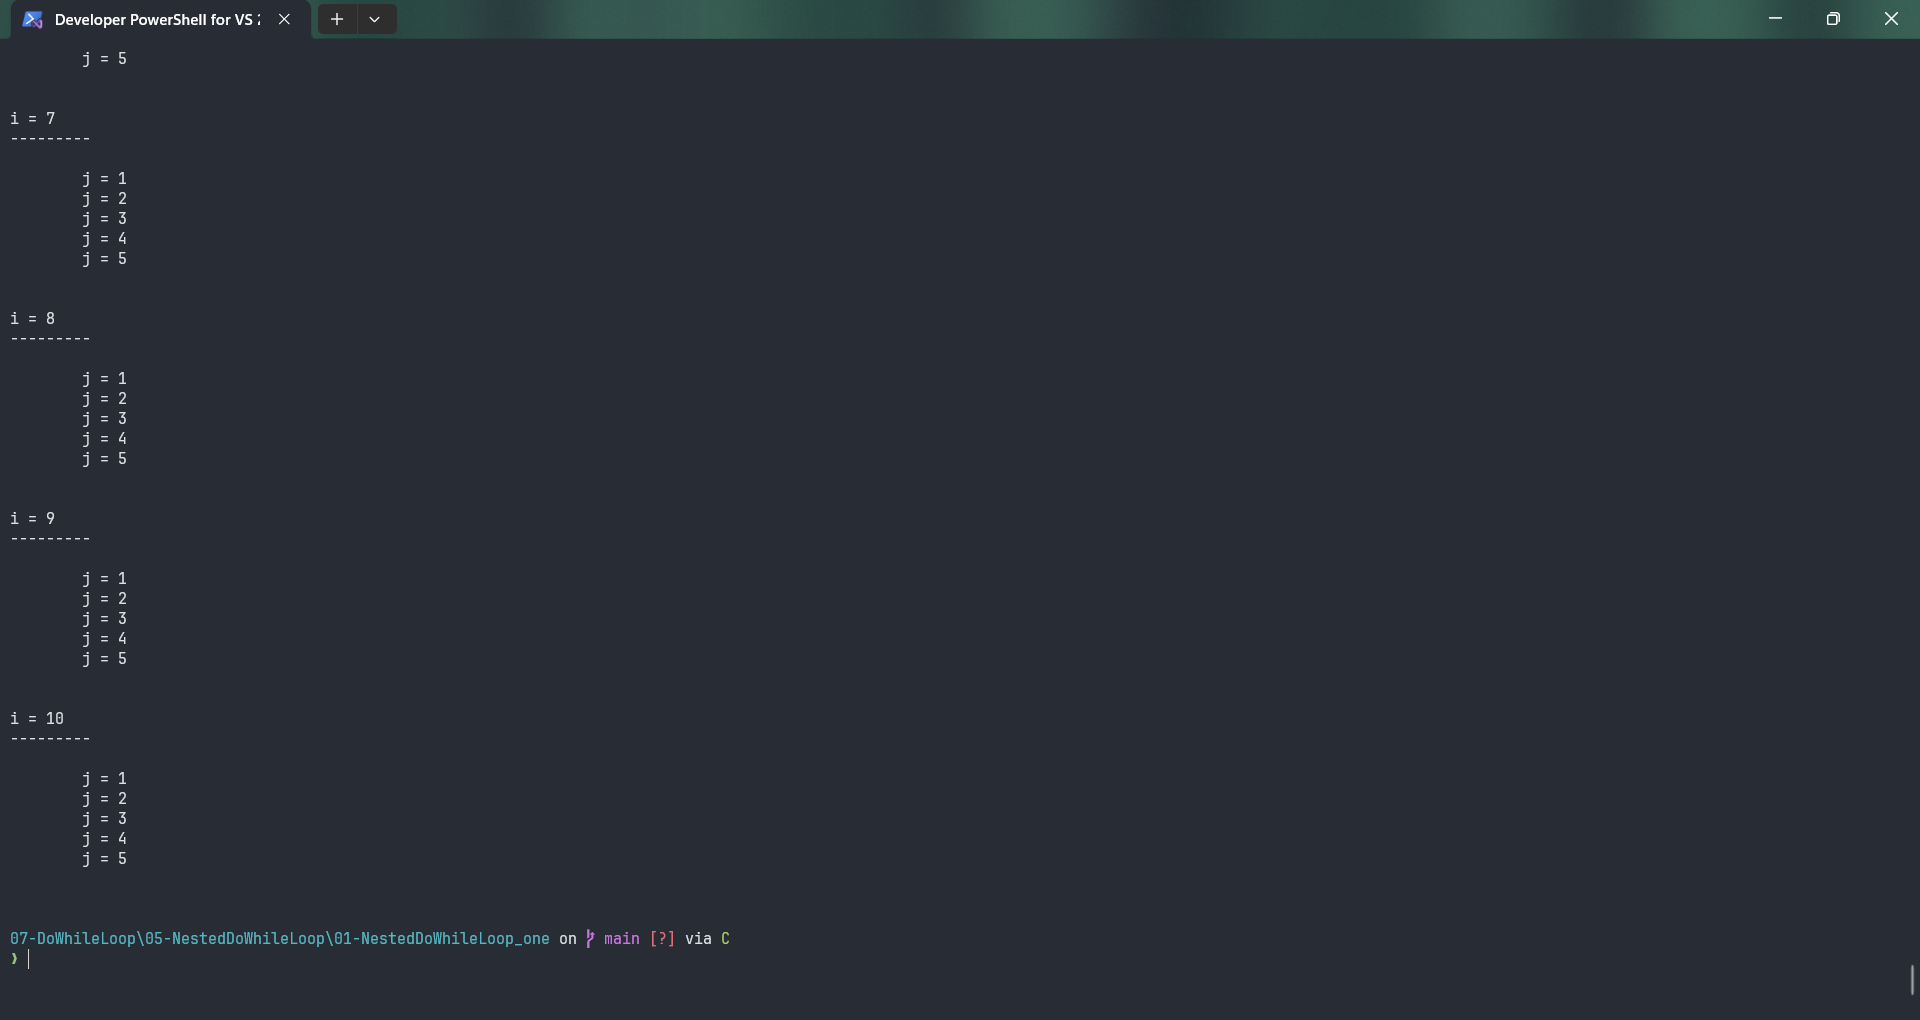 Developer PowerShell for VS
j = 5
i = 7
---------
j = 1
j = 2
j = 3
j = 4
j = 5
i = 8
---------
j = 1
j = 2
j = 3
j = 4
j = 5
i = 9
---------
j = 1
j = 2
j = 3
j = 4
j = 5
i = 10
---------
j = 1
j = 2
j = 3
j = 4
j = 5
07-DoWhileLoop\05-NestedDoWhileLoop\01-NestedDoWhileLoop_one on main [?] via C
❯